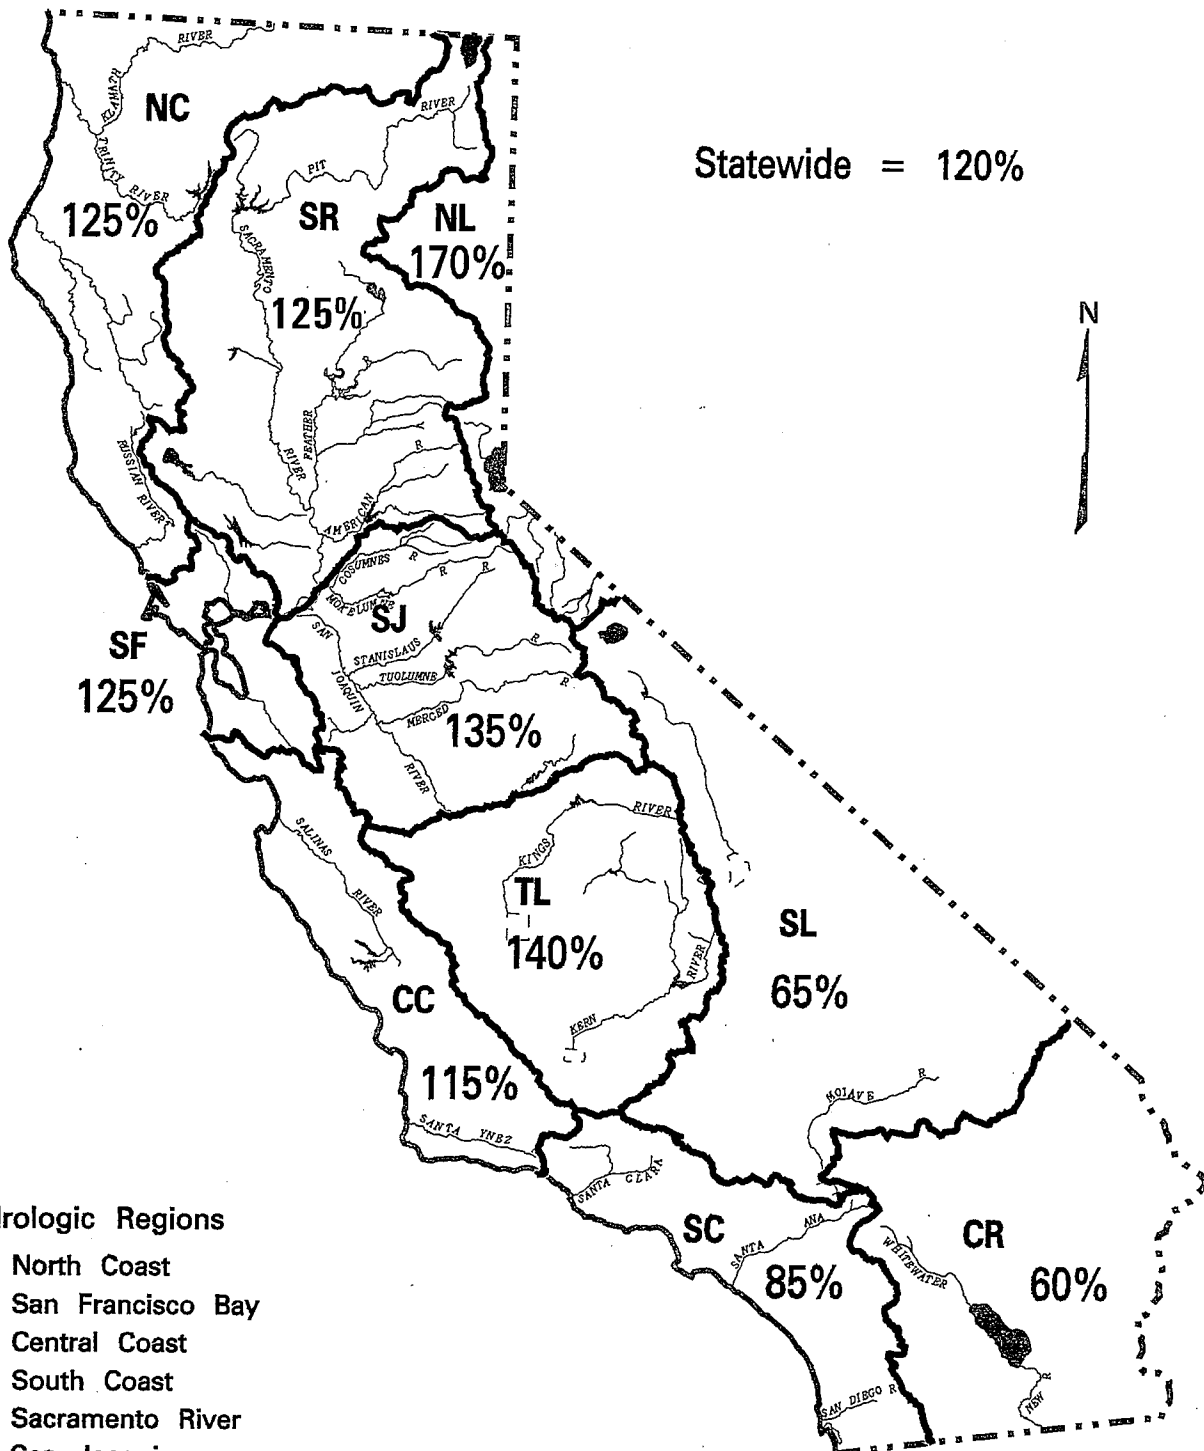 RIVER
KLAMATH
NC
RIVER
Statewide = 120%
TRINITY RIVER
PIT
125%
SR
NL
170%
SACRAMENTO
125%
N
R
FEATHER
RIVER
R
RUSSIAN RIVER
AMERICAN
COSUMNES R
MOKELUMNE R R
SJ
SAN
SF
STANISLAUS R
125%
JOAQUIN
TUOLUMNE
R
MERCED
135%
RIVER
SALINAS
RIVER
KINGS
RIVER
TL
SL
140%
RIVER
65%
CC
KERN
115%
MOJAVE R
SANTA YNEZ
SANTA CLARA
drologic Regions
SC
SANTA ANA
CR
WHITEWATER
North Coast
85%
60%
San Francisco Bay
Central Coast
South Coast
NEW R
SAN DIEGO R
Sacramento River